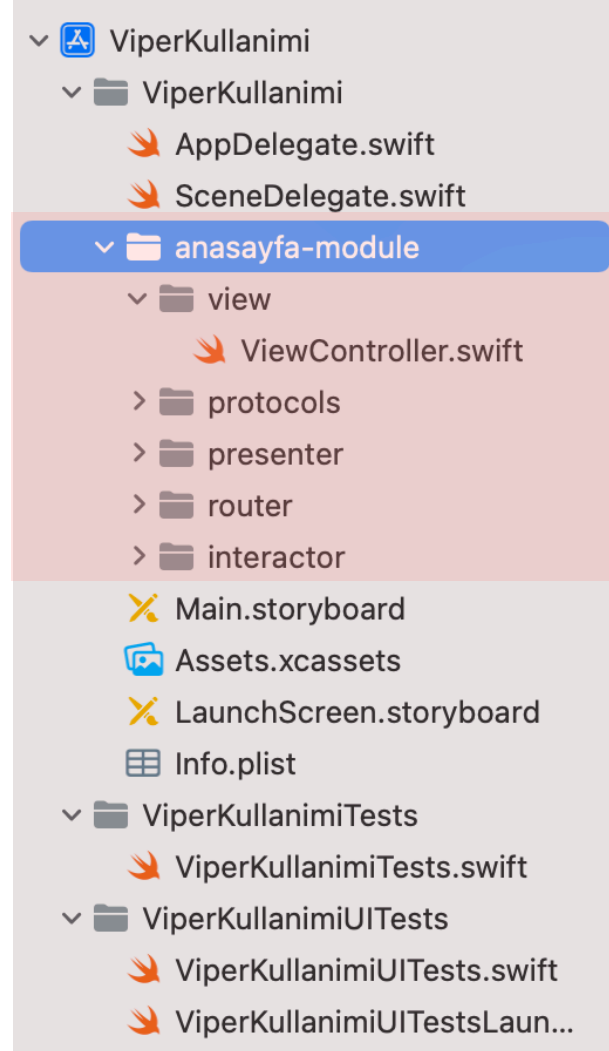 ViperKullanimi
ViperKullanimi
AppDelegate.swift
SceneDelegate.swift
anasayfa-module
view
ViewController.swift
protocols
presenter
router
interactor
Main.storyboard
Assets.xcassets
LaunchScreen.storyboard
Info.plist
ViperKullanimiTests
ViperKullanimiTests.swift
ViperKullanimiUITests
ViperKullanimiUITests.swift
ViperKullanimiUITestsLaun...